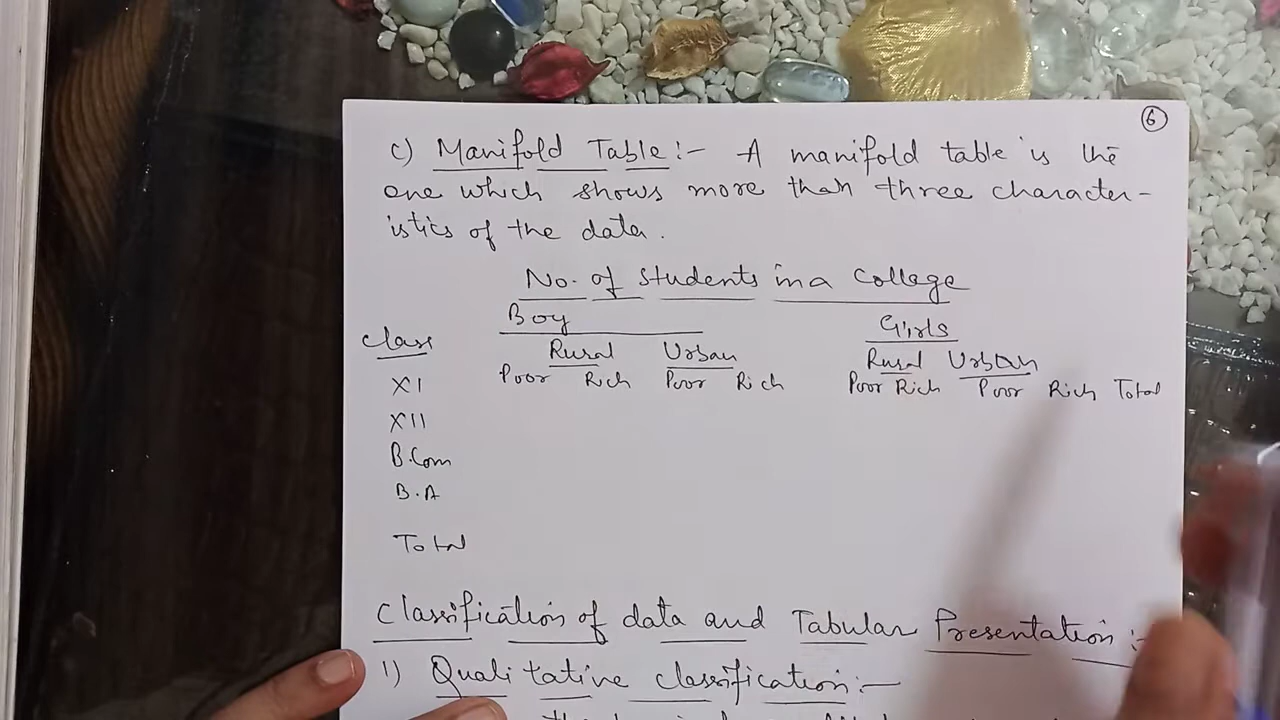 6
c) Manifold Table :- A manifold table is the
one which shows more than three character-
istics of the data.
No. of students in a College
Class Boy Girls
Rural Urban Rural Urban
Poor Rich Poor Rich Poor Rich Poor Rich Total
XI
XII
B.Com
B.A
Total
Classification of data and Tabular Presentation :-
1) Qualitative classification :-